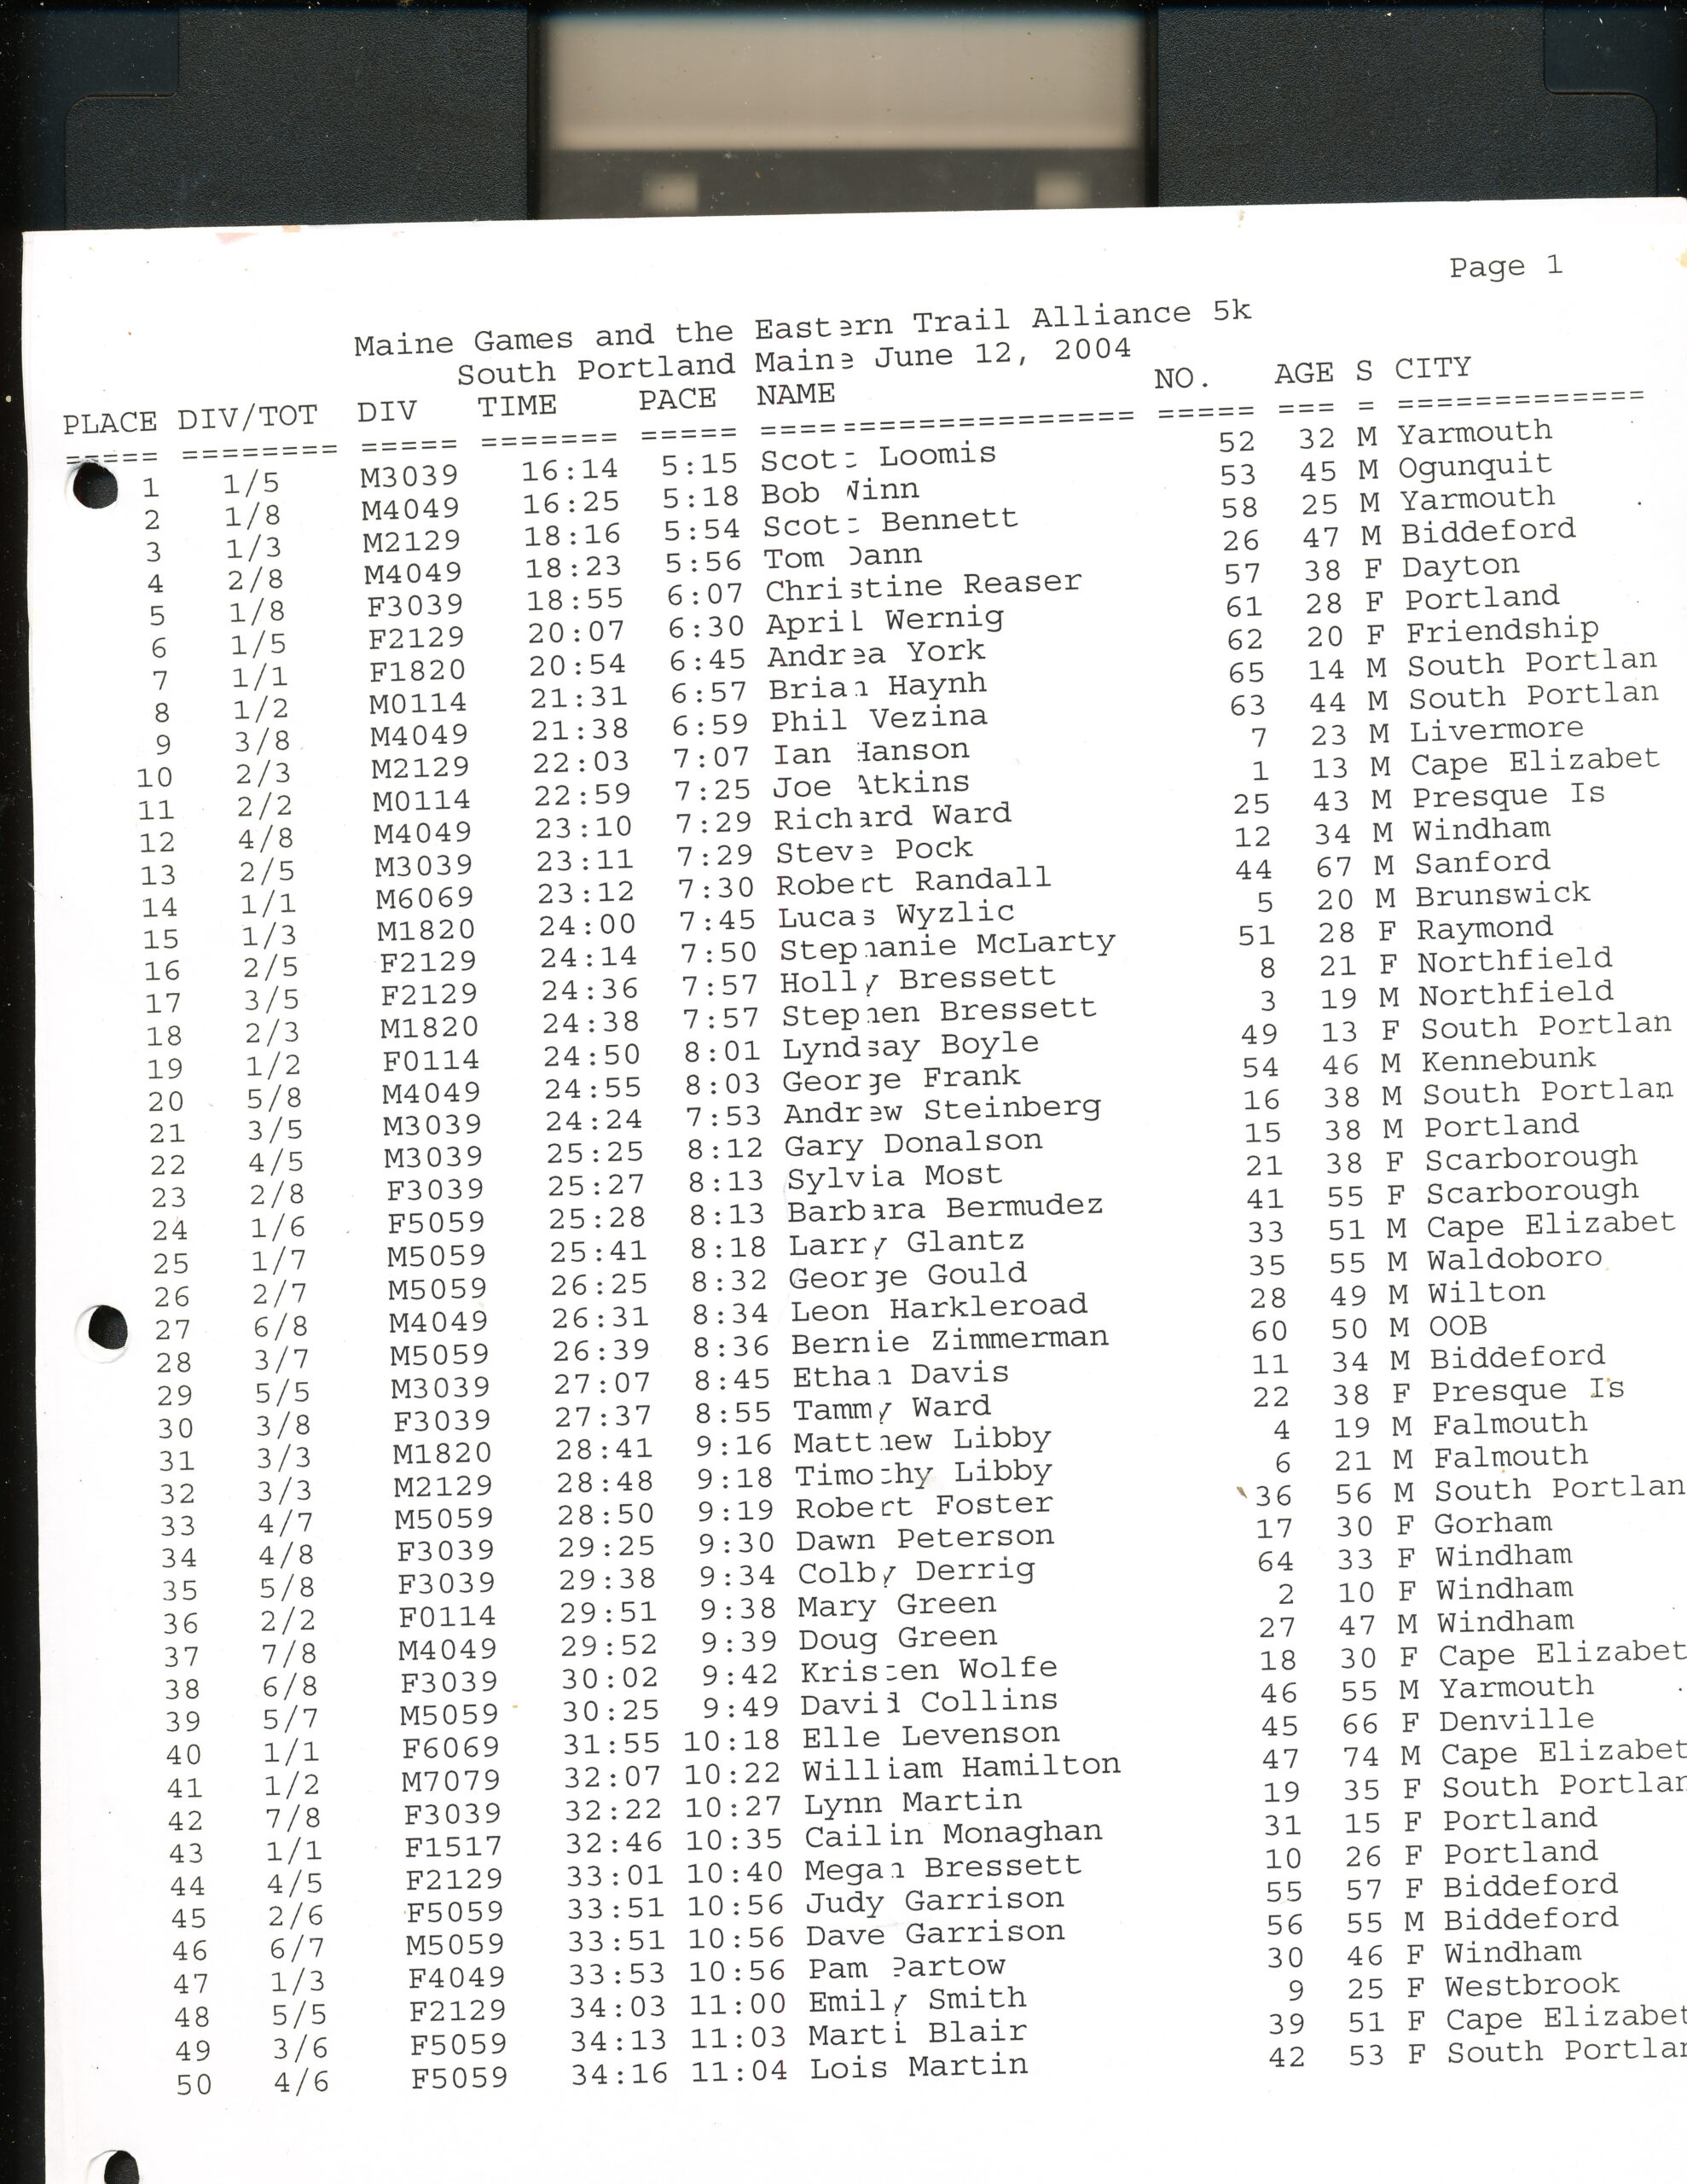 Page 1
Maine Games and the Eastern Trail Alliance 5k
South Portland Maine June 12, 2004
PLACE DIV/TOT DIV TIME PACE NAME NO. AGE S CITY
===== ======== ===== ======= ===== =================== ===== === = =============
1 1/5 M3039 16:14 5:15 Scott Loomis 52 32 M Yarmouth
2 1/8 M4049 16:25 5:18 Bob Winn 53 45 M Ogunquit
3 1/3 M2129 18:16 5:54 Scott Bennett 58 25 M Yarmouth
4 2/8 M4049 18:23 5:56 Tom Dann 26 47 M Biddeford
5 1/8 F3039 18:55 6:07 Christine Reaser 57 38 F Dayton
6 1/5 F2129 20:07 6:30 April Wernig 61 28 F Portland
7 1/1 F1820 20:54 6:45 Andrea York 62 20 F Friendship
8 1/2 M0114 21:31 6:57 Brian Haynh 65 14 M South Portlan
9 3/8 M4049 21:38 6:59 Phil Vezina 63 44 M South Portlan
10 2/3 M2129 22:03 7:07 Ian Hanson 7 23 M Livermore
11 2/2 M0114 22:59 7:25 Joe Atkins 1 13 M Cape Elizabet
12 4/8 M4049 23:10 7:29 Richard Ward 25 43 M Presque Is
13 2/5 M3039 23:11 7:29 Steve Pock 12 34 M Windham
14 1/1 M6069 23:12 7:30 Robert Randall 44 67 M Sanford
15 1/3 M1820 24:00 7:45 Lucas Wyzlic 5 20 M Brunswick
16 2/5 F2129 24:14 7:50 Stephanie McLarty 51 28 F Raymond
17 3/5 F2129 24:36 7:57 Holly Bressett 8 21 F Northfield
18 2/3 M1820 24:38 7:57 Stephen Bressett 3 19 M Northfield
19 1/2 F0114 24:50 8:01 Lyndsay Boyle 49 13 F South Portlan
20 5/8 M4049 24:55 8:03 George Frank 54 46 M Kennebunk
21 3/5 M3039 24:24 7:53 Andrew Steinberg 16 38 M South Portlan
22 4/5 M3039 25:25 8:12 Gary Donalson 15 38 M Portland
23 2/8 F3039 25:27 8:13 Sylvia Most 21 38 F Scarborough
24 1/6 F5059 25:28 8:13 Barbara Bermudez 41 55 F Scarborough
25 1/7 M5059 25:41 8:18 Larry Glantz 33 51 M Cape Elizabet
26 2/7 M5059 26:25 8:32 George Gould 35 55 M Waldoboro
27 6/8 M4049 26:31 8:34 Leon Harkleroad 28 49 M Wilton
28 3/7 M5059 26:39 8:36 Bernie Zimmerman 60 50 M OOB
29 5/5 M3039 27:07 8:45 Ethan Davis 11 34 M Biddeford
30 3/8 F3039 27:37 8:55 Tammy Ward 22 38 F Presque Is
31 3/3 M1820 28:41 9:16 Matthew Libby 4 19 M Falmouth
32 3/3 M2129 28:48 9:18 Timothy Libby 6 21 M Falmouth
33 4/7 M5059 28:50 9:19 Robert Foster 36 56 M South Portlan
34 4/8 F3039 29:25 9:30 Dawn Peterson 17 30 F Gorham
35 5/8 F3039 29:38 9:34 Colby Derrig 64 33 F Windham
36 2/2 F0114 29:51 9:38 Mary Green 2 10 F Windham
37 7/8 M4049 29:52 9:39 Doug Green 27 47 M Windham
38 6/8 F3039 30:02 9:42 Kristen Wolfe 18 30 F Cape Elizabet
39 5/7 M5059 30:25 9:49 David Collins 46 55 M Yarmouth
40 1/1 F6069 31:55 10:18 Elle Levenson 45 66 F Denville
41 1/2 M7079 32:07 10:22 William Hamilton 47 74 M Cape Elizabet
42 7/8 F3039 32:22 10:27 Lynn Martin 19 35 F South Portlan
43 1/1 F1517 32:46 10:35 Cailin Monaghan 31 15 F Portland
44 4/5 F2129 33:01 10:40 Megan Bressett 10 26 F Portland
45 2/6 F5059 33:51 10:56 Judy Garrison 55 57 F Biddeford
46 6/7 M5059 33:51 10:56 Dave Garrison 56 55 M Biddeford
47 1/3 F4049 33:53 10:56 Pam Partow 30 46 F Windham
48 5/5 F2129 34:03 11:00 Emily Smith 9 25 F Westbrook
49 3/6 F5059 34:13 11:03 Marti Blair 39 51 F Cape Elizabet
50 4/6 F5059 34:16 11:04 Lois Martin 42 53 F South Portlan